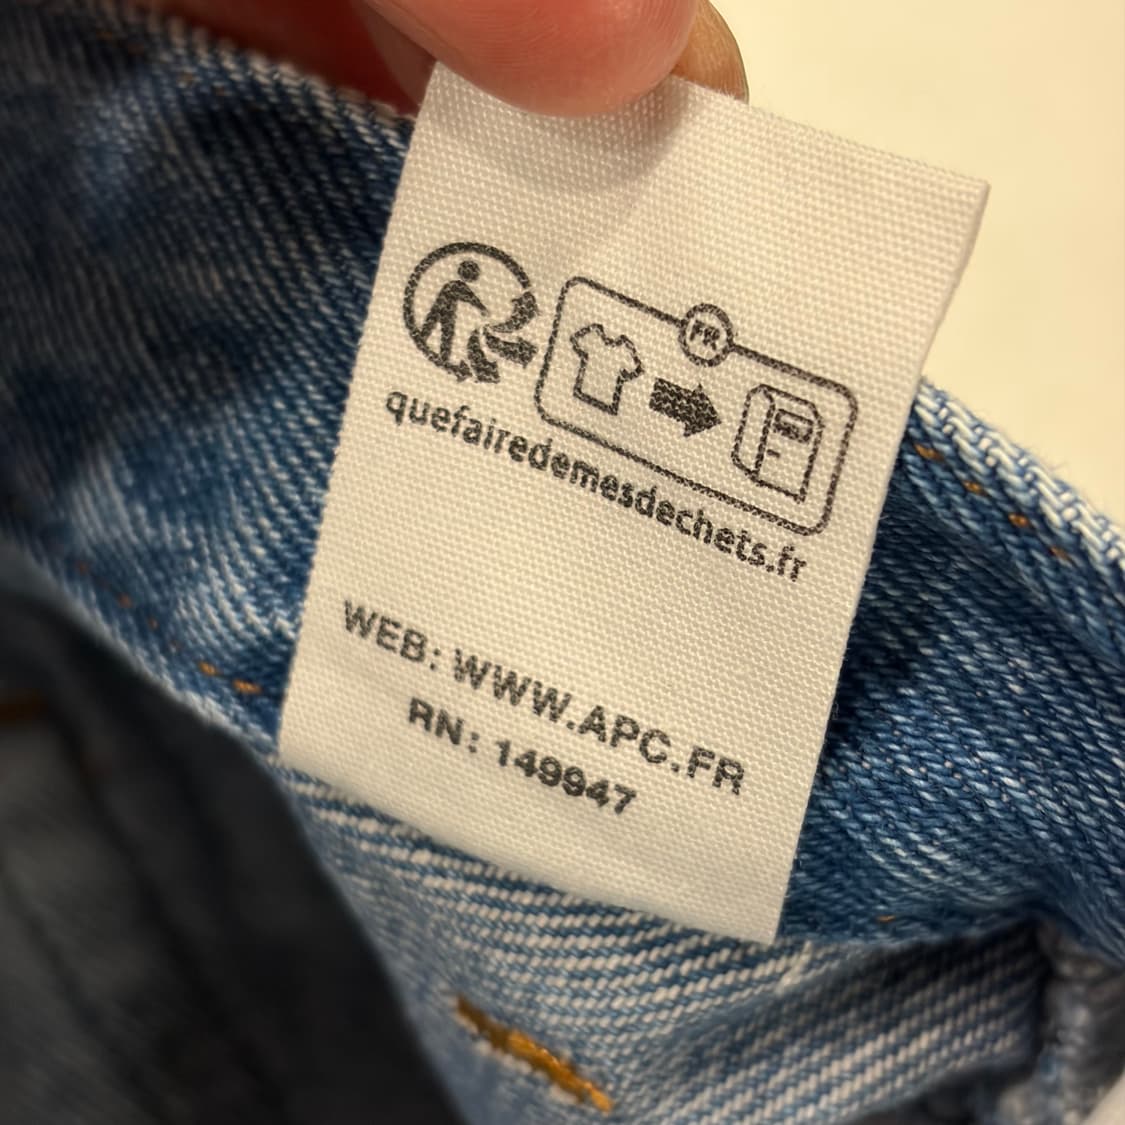 FR
quefairedemesdechets.fr
WEB: WWW.APC.FR
RN: 149947